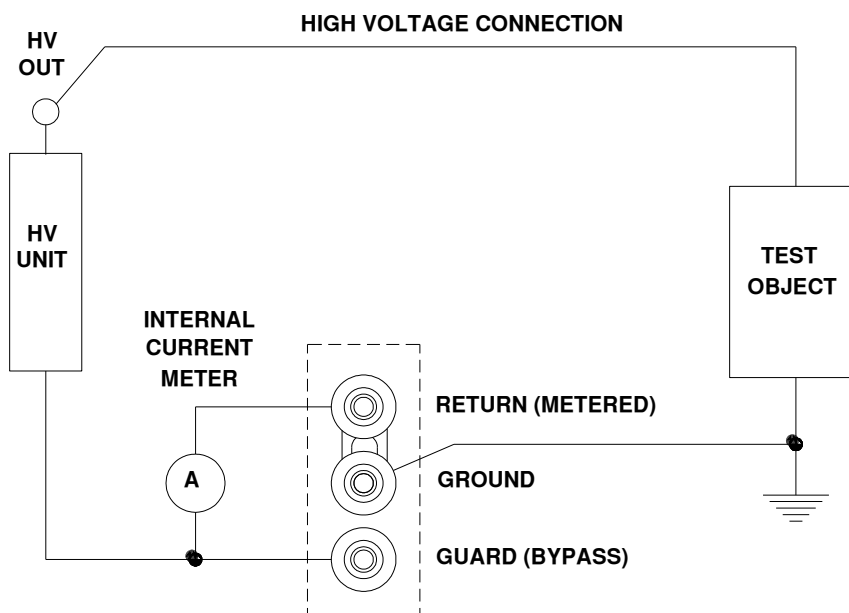 HIGH VOLTAGE CONNECTION
HV
OUT
HV
UNIT
TEST
OBJECT
INTERNAL
CURRENT
METER
RETURN (METERED)
A
GROUND
GUARD (BYPASS)